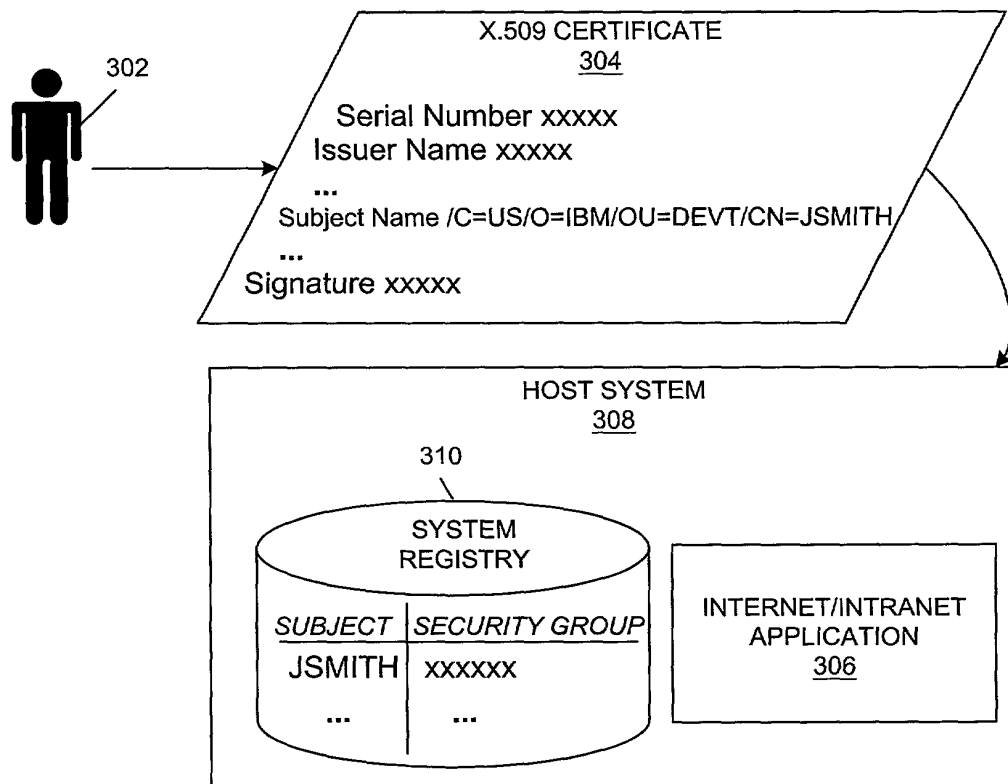 302
X.509 CERTIFICATE
304
Serial Number xxxxx
Issuer Name xxxxx
...
Subject Name /C=US/O=IBM/OU=DEVT/CN=JSMITH
...
Signature xxxxx
HOST SYSTEM
308
310
SYSTEM
REGISTRY
SUBJECT SECURITY GROUP
JSMITH xxxxxx
... ...
INTERNET/INTRANET
APPLICATION
306